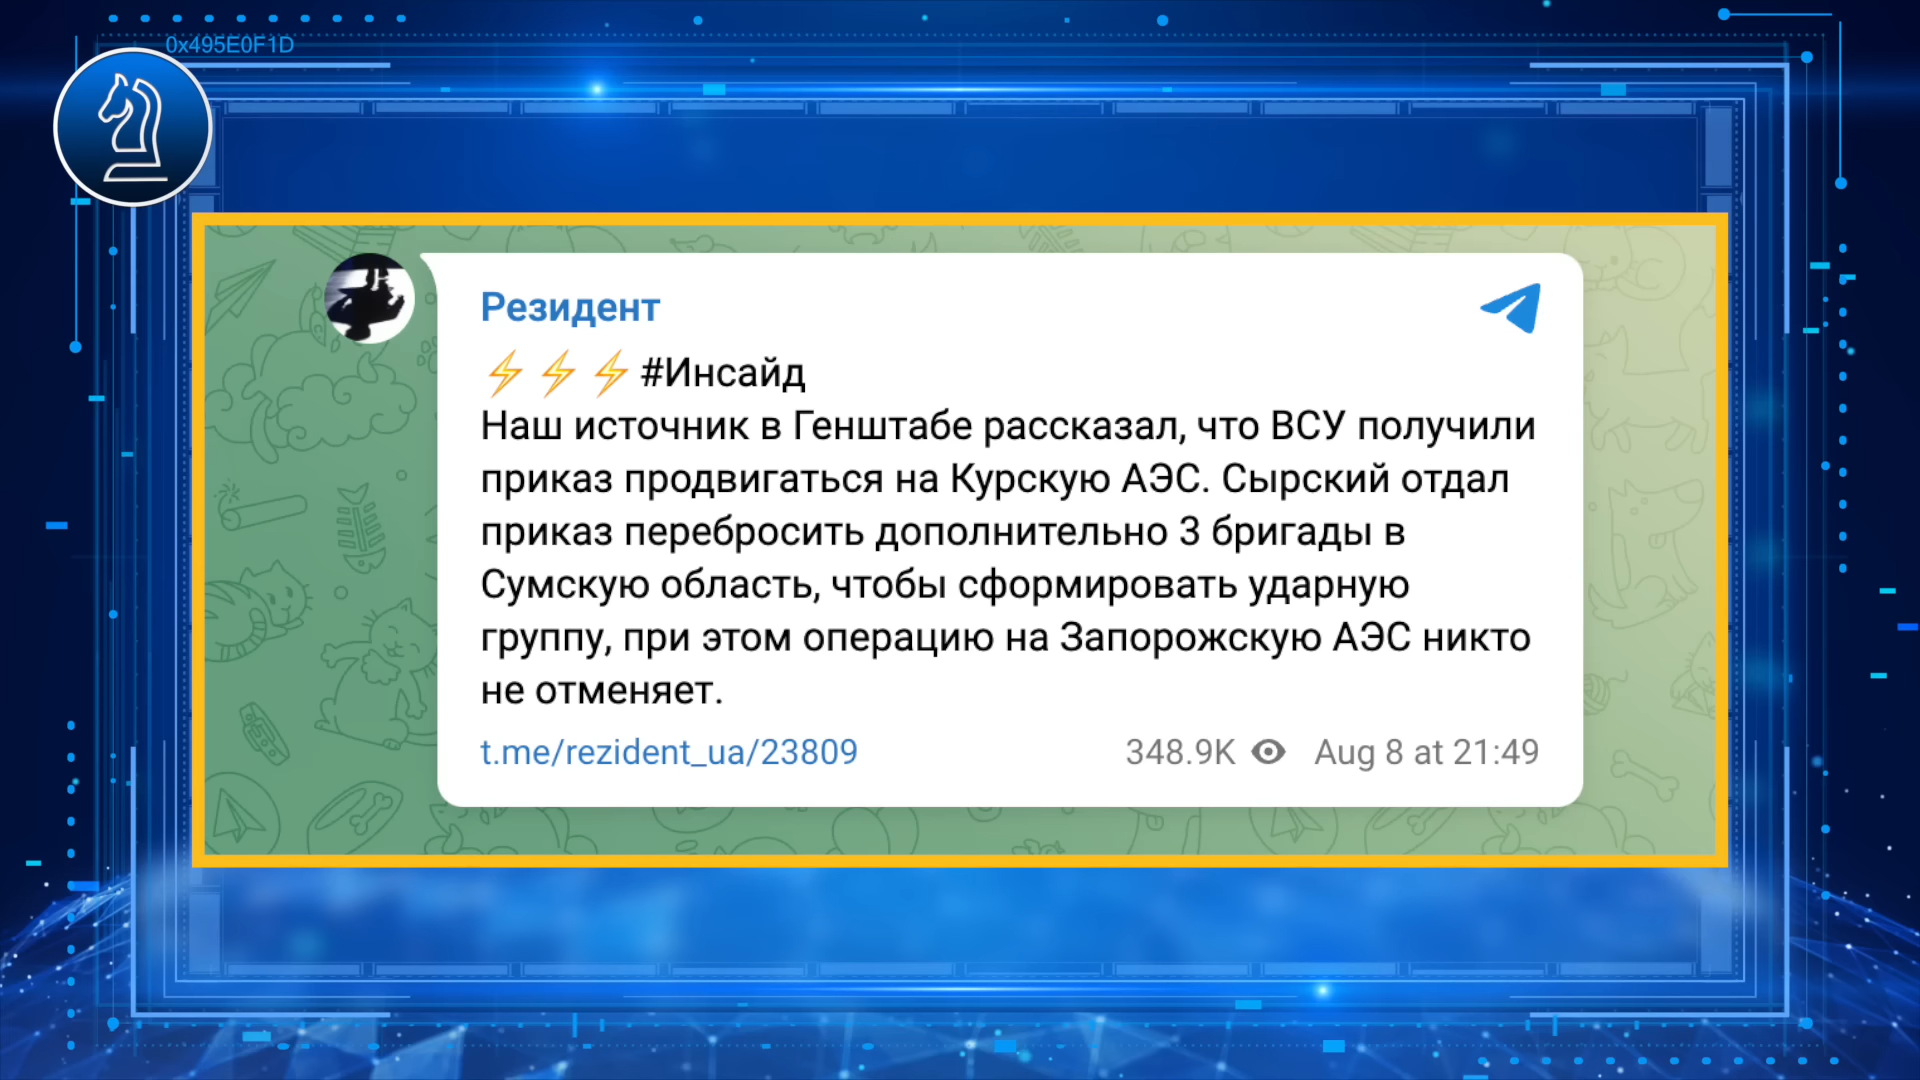 0x495E0F1D
Резидент
⚡⚡⚡ #Инсайд
Наш источник в Генштабе рассказал, что ВСУ получили
приказ продвигаться на Курскую АЭС. Сырский отдал
приказ перебросить дополнительно 3 бригады в
Сумскую область, чтобы сформировать ударную
группу, при этом операцию на Запорожскую АЭС никто
не отменяет.
t.me/rezident_ua/23809 348.9K Aug 8 at 21:49